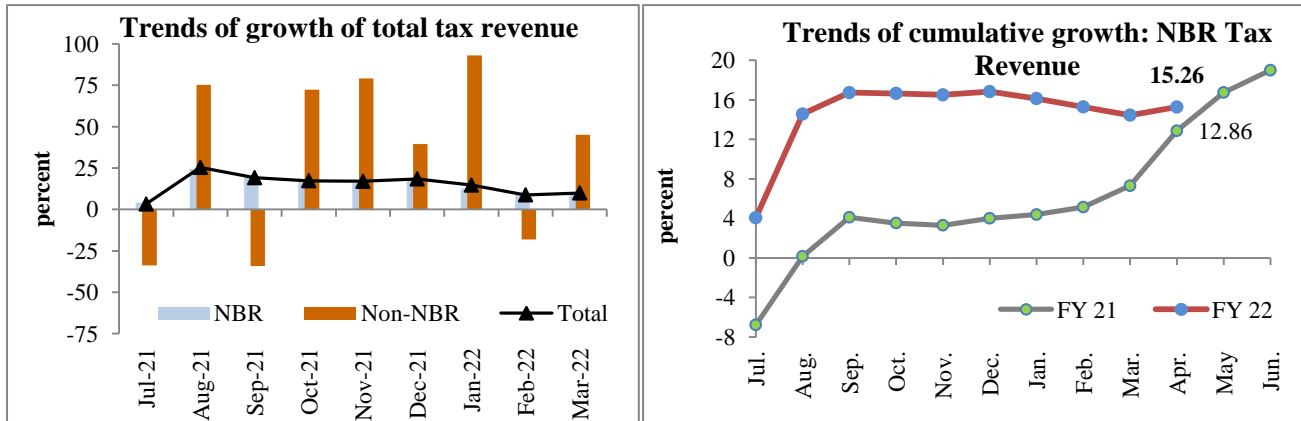 Trends of growth of total tax revenue
percent
100
75
50
25
0
-25
-50
-75
NBR
Non-NBR
Total
Jul-21
Aug-21
Sep-21
Oct-21
Nov-21
Dec-21
Jan-22
Feb-22
Mar-22
Trends of cumulative growth: NBR Tax
Revenue
percent
20
16
12
8
4
0
-4
-8
15.26
12.86
FY 21
FY 22
Jul.
Aug.
Sep.
Oct.
Nov.
Dec.
Jan.
Feb.
Mar.
Apr.
May
Jun.